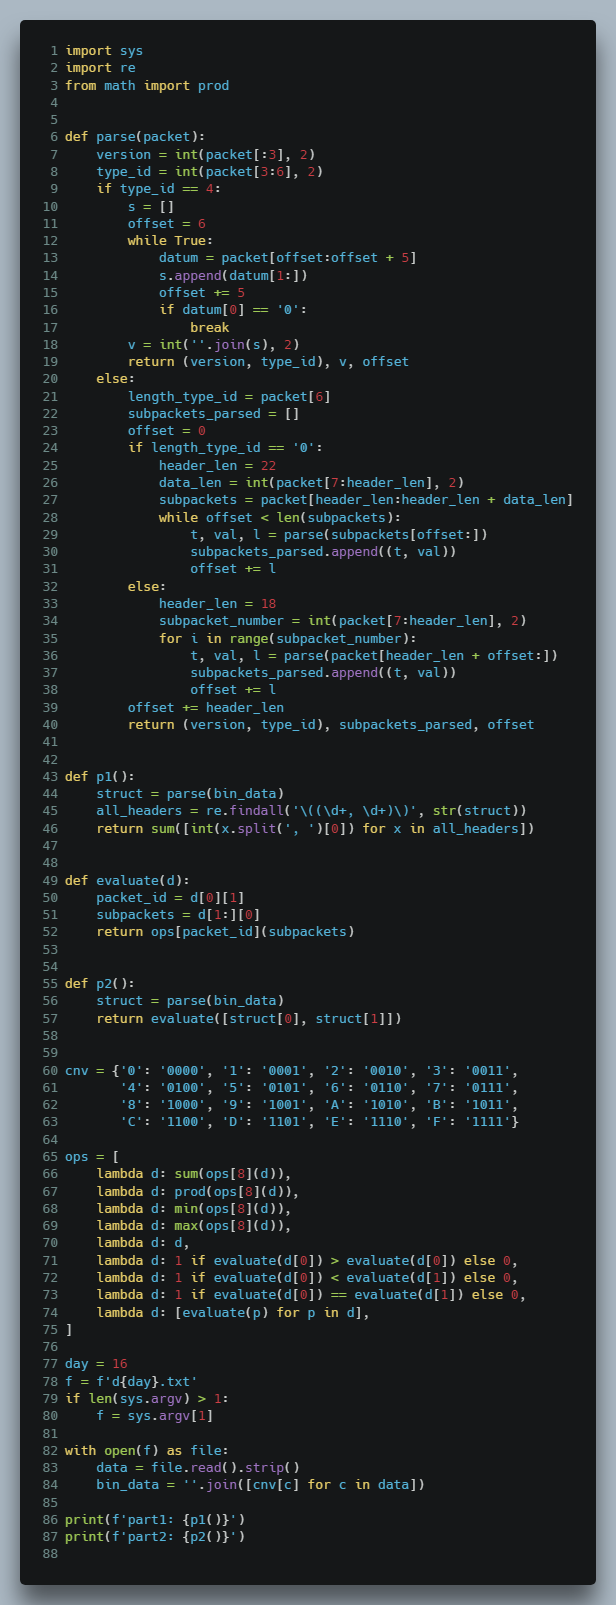 1 import sys
2 import re
3 from math import prod
4
5
6 def parse(packet):
7     version = int(packet[:3], 2)
8     type_id = int(packet[3:6], 2)
9     if type_id == 4:
10         s = []
11         offset = 6
12         while True:
13             datum = packet[offset:offset + 5]
14             s.append(datum[1:])
15             offset += 5
16             if datum[0] == '0':
17                 break
18         v = int(''.join(s), 2)
19         return (version, type_id), v, offset
20     else:
21         length_type_id = packet[6]
22         subpackets_parsed = []
23         offset = 0
24         if length_type_id == '0':
25             header_len = 22
26             data_len = int(packet[7:header_len], 2)
27             subpackets = packet[header_len:header_len + data_len]
28             while offset < len(subpackets):
29                 t, val, l = parse(subpackets[offset:])
30                 subpackets_parsed.append((t, val))
31                 offset += l
32         else:
33             header_len = 18
34             subpacket_number = int(packet[7:header_len], 2)
35             for i in range(subpacket_number):
36                 t, val, l = parse(packet[header_len + offset:])
37                 subpackets_parsed.append((t, val))
38                 offset += l
39         offset += header_len
40         return (version, type_id), subpackets_parsed, offset
41
42
43 def p1():
44     struct = parse(bin_data)
45     all_headers = re.findall('\((\d+, \d+)\)', str(struct))
46     return sum([int(x.split(', ')[0]) for x in all_headers])
47
48
49 def evaluate(d):
50     packet_id = d[0][1]
51     subpackets = d[1:][0]
52     return ops[packet_id](subpackets)
53
54
55 def p2():
56     struct = parse(bin_data)
57     return evaluate([struct[0], struct[1]])
58
59
60 cnv = {'0': '0000', '1': '0001', '2': '0010', '3': '0011',
61        '4': '0100', '5': '0101', '6': '0110', '7': '0111',
62        '8': '1000', '9': '1001', 'A': '1010', 'B': '1011',
63        'C': '1100', 'D': '1101', 'E': '1110', 'F': '1111'}
64
65 ops = [
66     lambda d: sum(ops[8](d)),
67     lambda d: prod(ops[8](d)),
68     lambda d: min(ops[8](d)),
69     lambda d: max(ops[8](d)),
70     lambda d: d,
71     lambda d: 1 if evaluate(d[0]) > evaluate(d[0]) else 0,
72     lambda d: 1 if evaluate(d[0]) < evaluate(d[1]) else 0,
73     lambda d: 1 if evaluate(d[0]) == evaluate(d[1]) else 0,
74     lambda d: [evaluate(p) for p in d],
75 ]
76
77 day = 16
78 f = f'd{day}.txt'
79 if len(sys.argv) > 1:
80     f = sys.argv[1]
81
82 with open(f) as file:
83     data = file.read().strip()
84     bin_data = ''.join([cnv[c] for c in data])
85
86 print(f'part1: {p1()}')
87 print(f'part2: {p2()}')
88